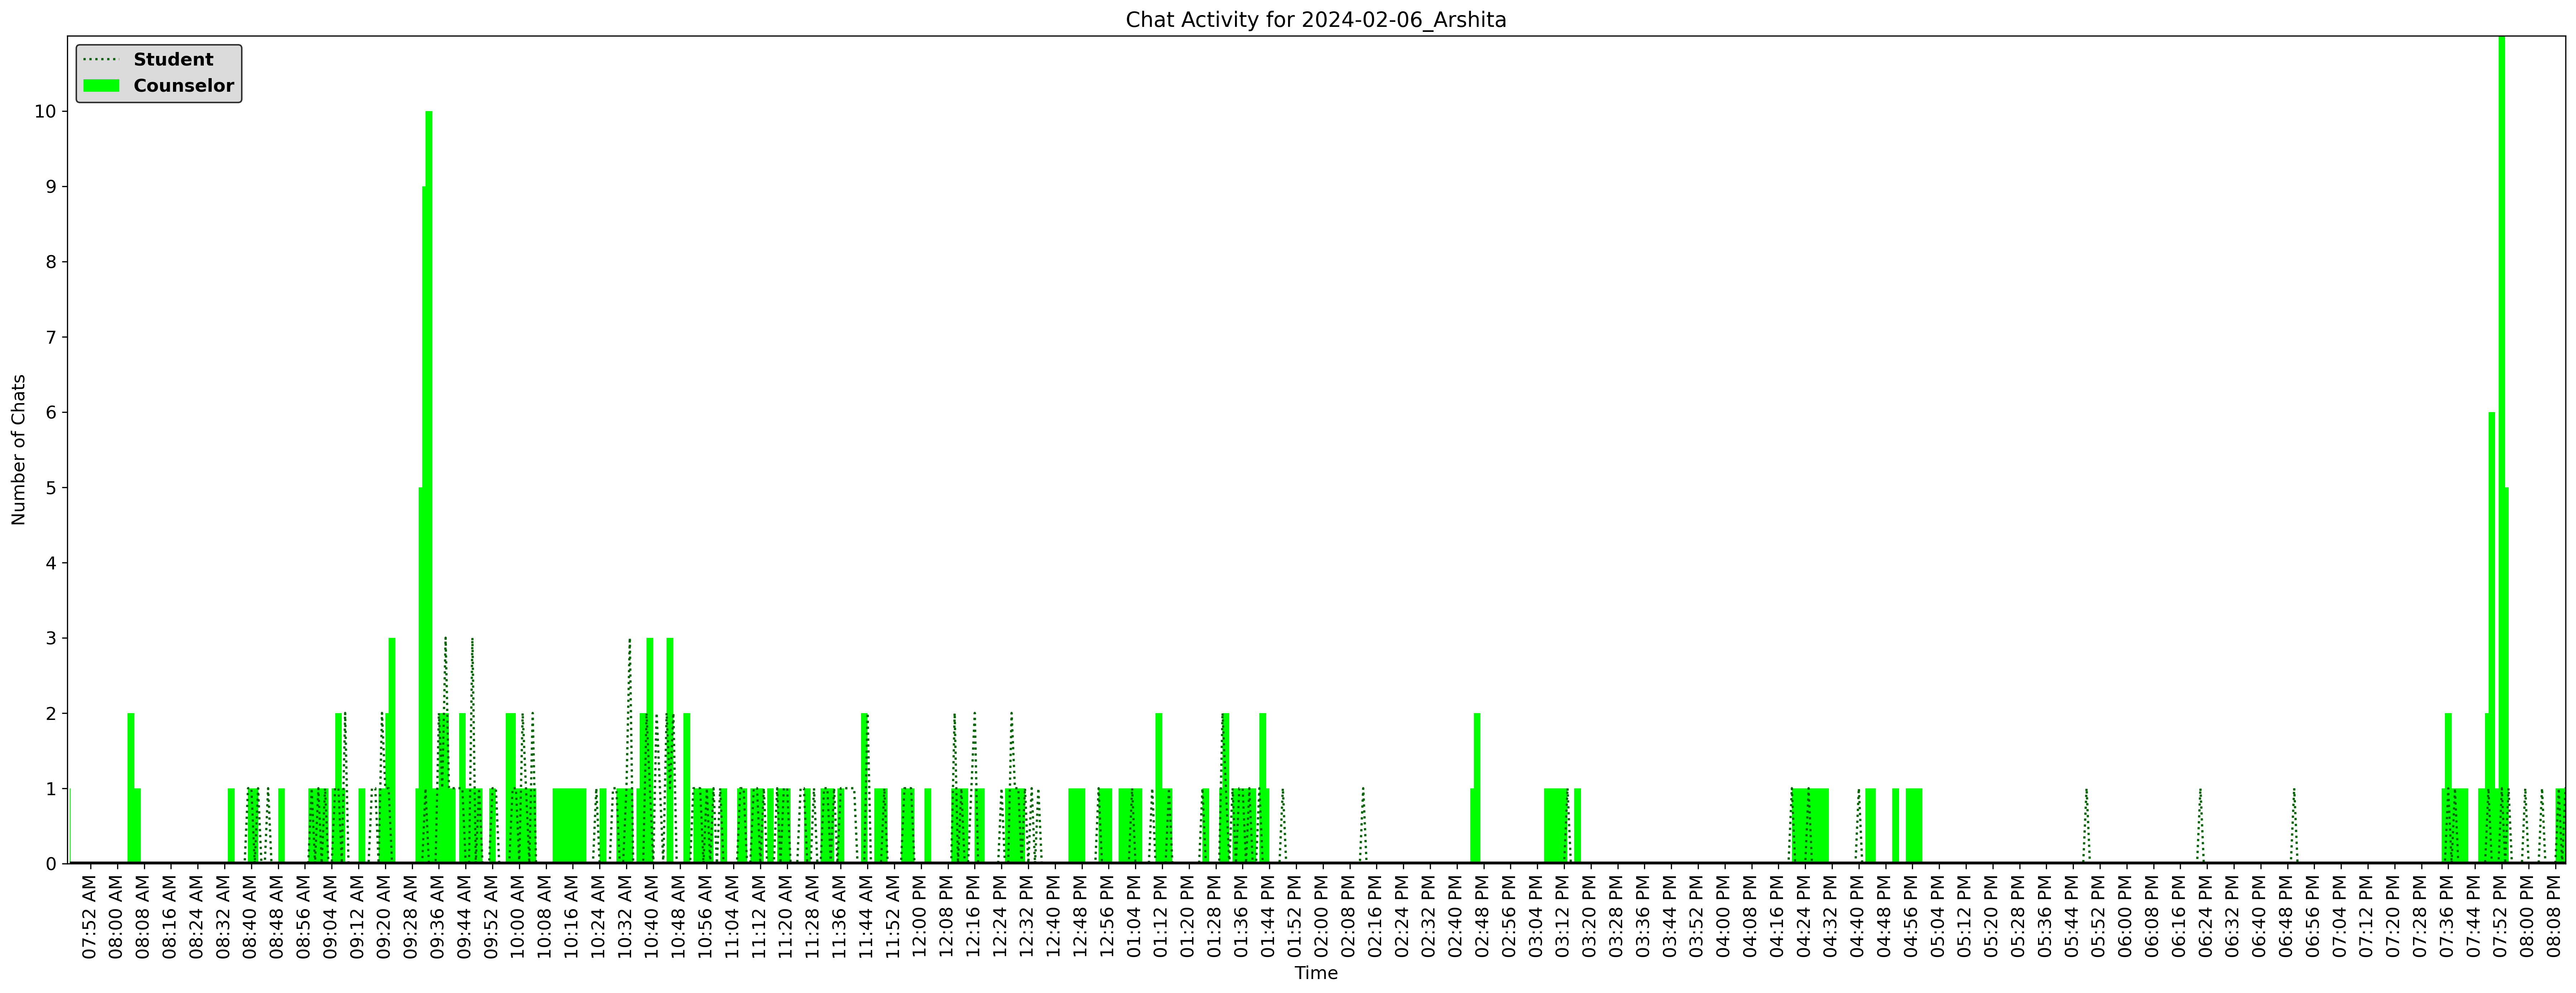 Chat Activity for 2024-02-06_Arshita
Student
Counselor
Number of Chats
10
9
8
7
6
5
4
3
2
1
0
07:52 AM
08:00 AM
08:08 AM
08:16 AM
08:24 AM
08:32 AM
08:40 AM
08:48 AM
08:56 AM
09:04 AM
09:12 AM
09:20 AM
09:28 AM
09:36 AM
09:44 AM
09:52 AM
10:00 AM
10:08 AM
10:16 AM
10:24 AM
10:32 AM
10:40 AM
10:48 AM
10:56 AM
11:04 AM
11:12 AM
11:20 AM
11:28 AM
11:36 AM
11:44 AM
11:52 AM
12:00 PM
12:08 PM
12:16 PM
12:24 PM
12:32 PM
12:40 PM
12:48 PM
12:56 PM
01:04 PM
01:12 PM
01:20 PM
01:28 PM
01:36 PM
01:44 PM
01:52 PM
02:00 PM
02:08 PM
02:16 PM
02:24 PM
02:32 PM
02:40 PM
02:48 PM
02:56 PM
03:04 PM
03:12 PM
03:20 PM
03:28 PM
03:36 PM
03:44 PM
03:52 PM
04:00 PM
04:08 PM
04:16 PM
04:24 PM
04:32 PM
04:40 PM
04:48 PM
04:56 PM
05:04 PM
05:12 PM
05:20 PM
05:28 PM
05:36 PM
05:44 PM
05:52 PM
06:00 PM
06:08 PM
06:16 PM
06:24 PM
06:32 PM
06:40 PM
06:48 PM
06:56 PM
07:04 PM
07:12 PM
07:20 PM
07:28 PM
07:36 PM
07:44 PM
07:52 PM
08:00 PM
08:08 PM
Time